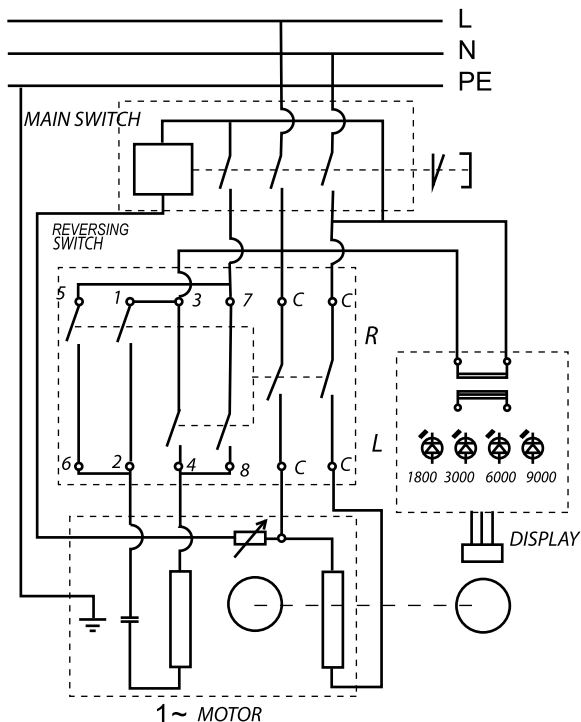 L
N
PE
MAIN SWITCH
REVERSING
SWITCH
5 1 3 7 C C
R
6 2 4 8 C C
L
1800 3000 6000 9000
DISPLAY
1~ MOTOR